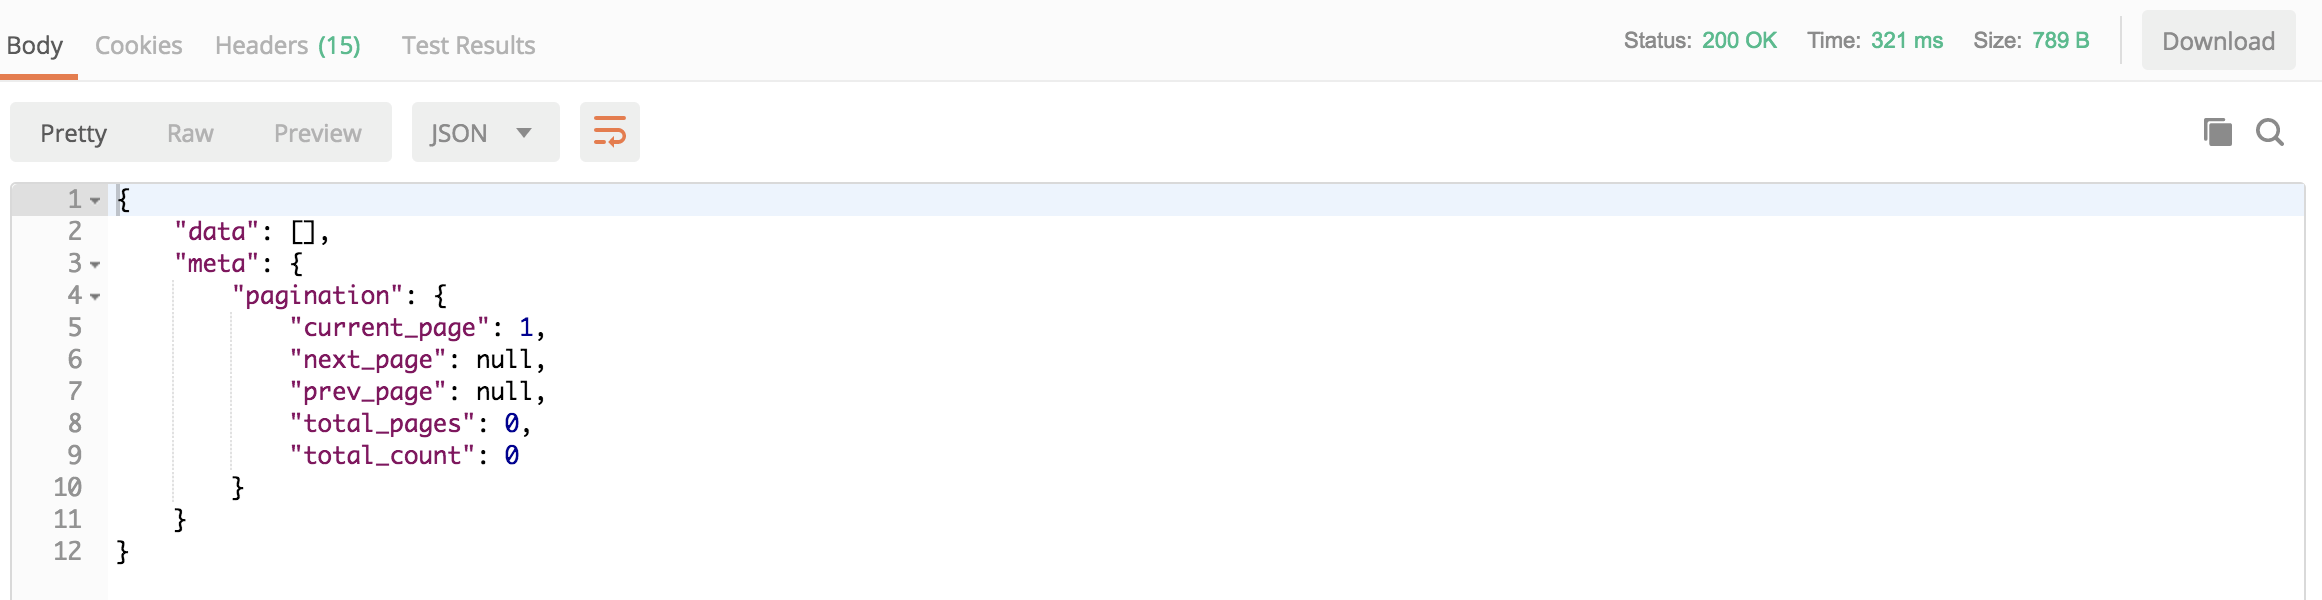 Body Cookies Headers (15) Test Results Status: 200 OK Time: 321 ms Size: 789 B Download
Pretty Raw Preview JSON
1 {
2 "data": [],
3 "meta": {
4 "pagination": {
5 "current_page": 1,
6 "next_page": null,
7 "prev_page": null,
8 "total_pages": 0,
9 "total_count": 0
10 }
11 }
12 }